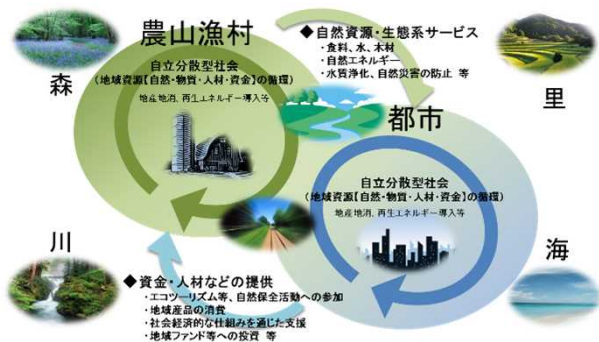 農山漁村
森
自立分散型社会
(地域資源【自然・物質・人材・資金】の循環)
地産地消、再生エネルギー導入等
◆自然資源・生態系サービス
・食料、水、木材
・自然エネルギー
・水質浄化、自然災害の防止 等
里
都市
自立分散型社会
(地域資源【自然・物質・人材・資金】の循環)
地産地消、再生エネルギー導入等
川
海
◆資金・人材などの提供
・エコツーリズム等、自然保全活動への参加
・地域産品の消費
・社会経済的な仕組みを通じた支援
・地域ファンド等への投資 等